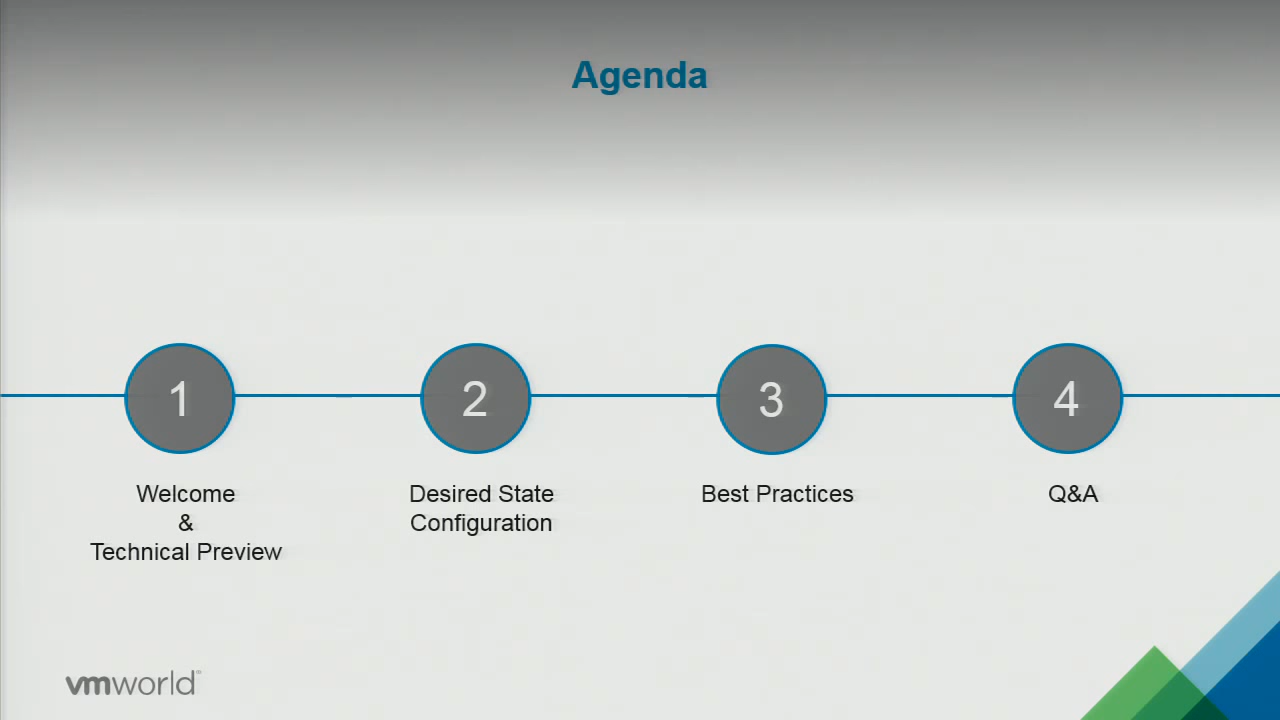 Agenda
1
2
3
4
Welcome
&
Technical Preview
Desired State
Configuration
Best Practices
Q&A
vmworld